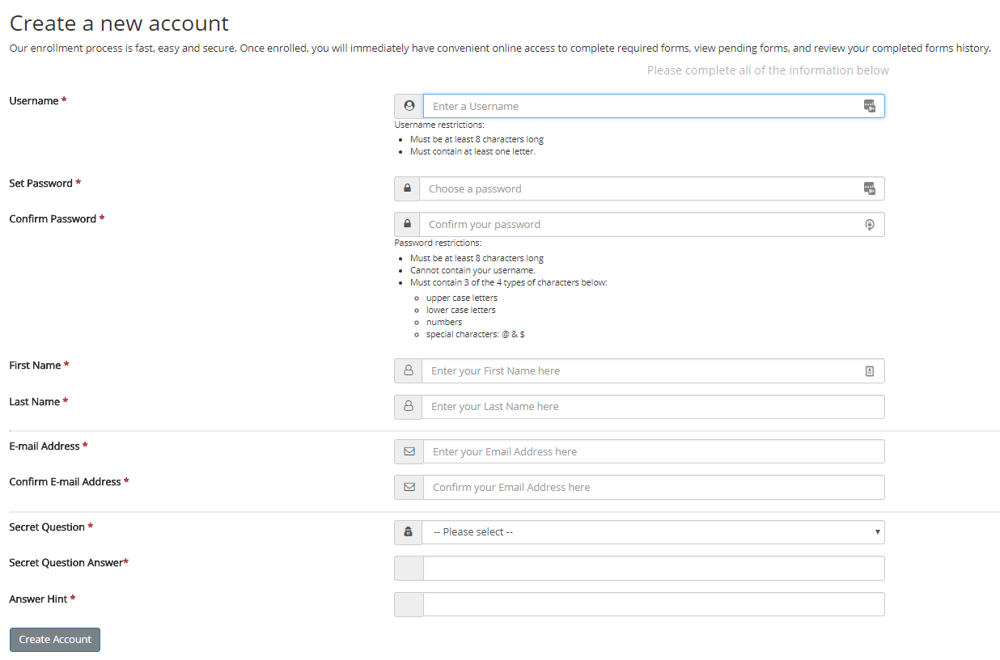 Create a new account
Our enrollment process is fast, easy and secure. Once enrolled, you will immediately have convenient online access to complete required forms, view pending forms, and review your completed forms history.
Please complete all of the information below
Username *
Enter a Username
Username restrictions:
Must be at least 8 characters long
Must contain at least one letter.
Set Password *
Choose a password
Confirm Password *
Confirm your password
Password restrictions:
Must be at least 8 characters long
Cannot contain your username.
Must contain 3 of the 4 types of characters below:
upper case letters
lower case letters
numbers
special characters: @ & $
First Name *
Enter your First Name here
Last Name *
Enter your Last Name here
E-mail Address *
Enter your Email Address here
Confirm E-mail Address *
Confirm your Email Address here
Secret Question *
-- Please select --
Secret Question Answer*
Answer Hint *
Create Account